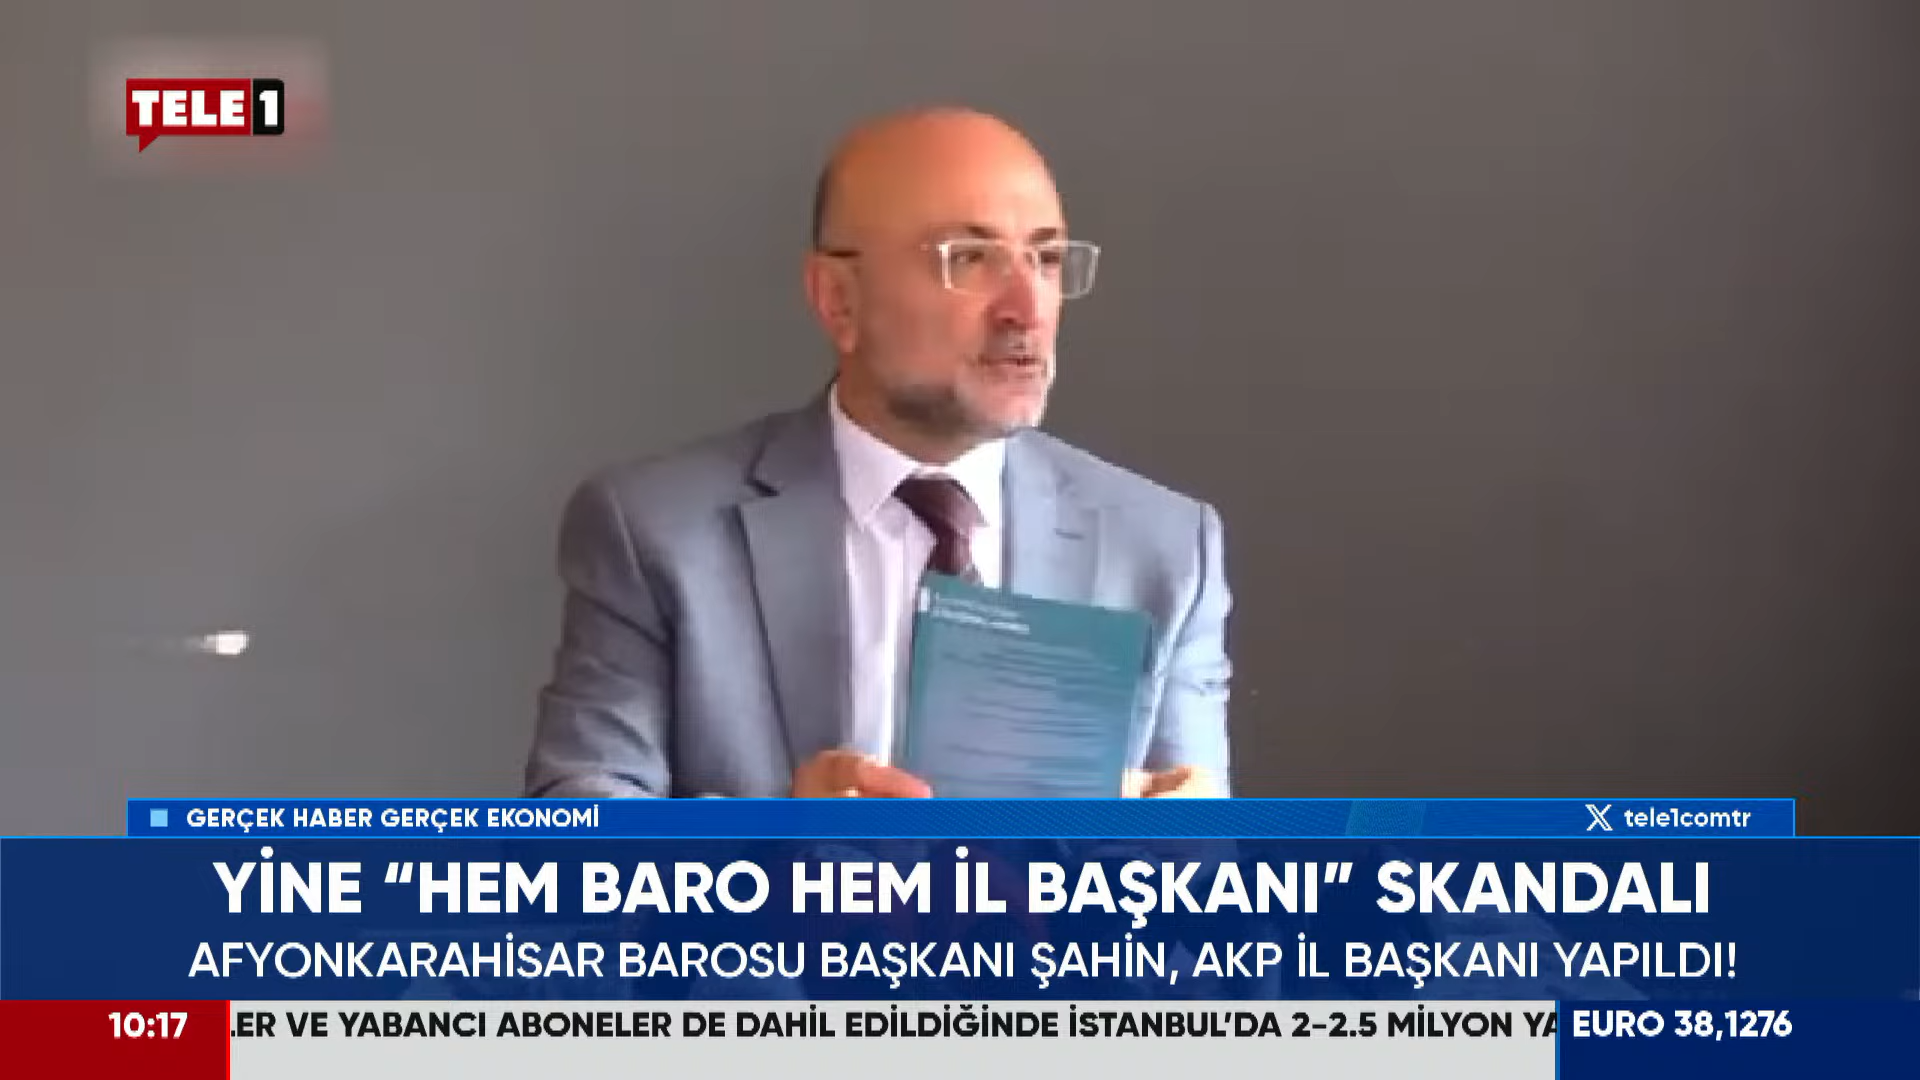 TELE1
GERÇEK HABER GERÇEK EKONOMİ
tele1comtr
YİNE “HEM BARO HEM İL BAŞKANI” SKANDALI
AFYONKARAHİSAR BAROSU BAŞKANI ŞAHİN, AKP İL BAŞKANI YAPILDI!
10:17
LER VE YABANCI ABONELER DE DAHİL EDİLDİĞİNDE İSTANBUL’DA 2-2.5 MİLYON YA
EURO 38,1276